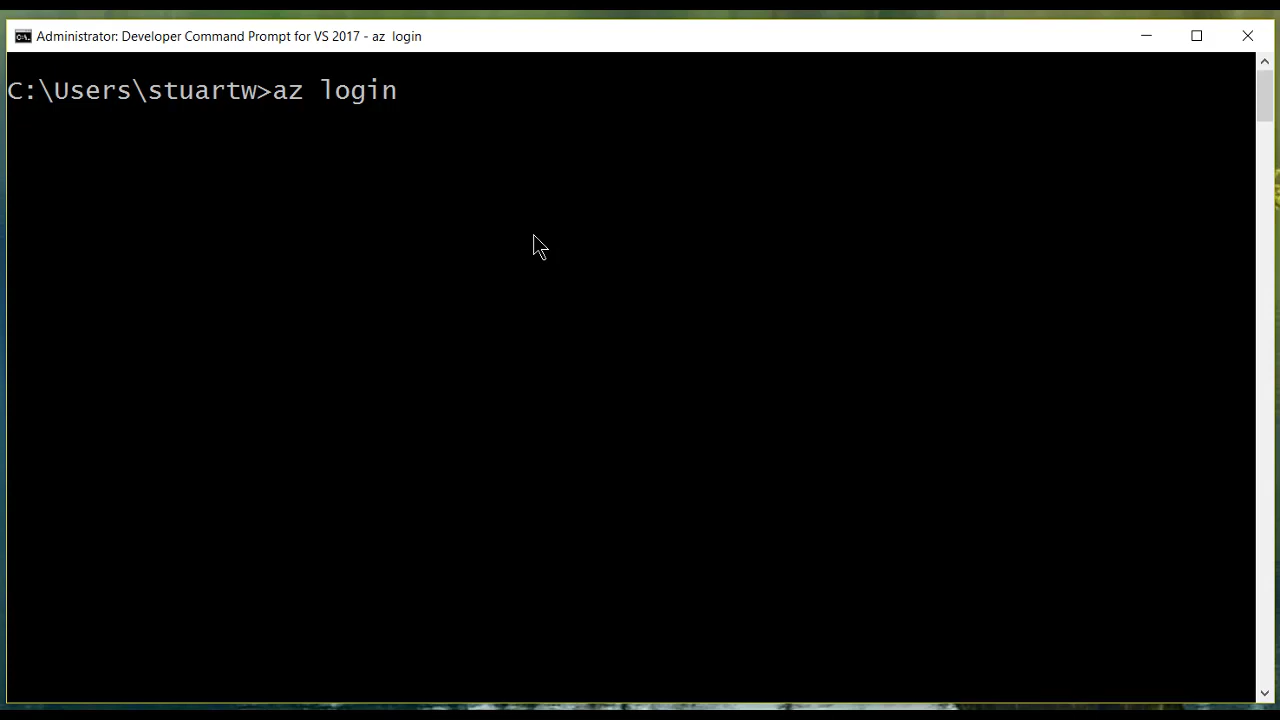 Administrator: Developer Command Prompt for VS 2017 - az  login
C:\Users\stuartw>az login